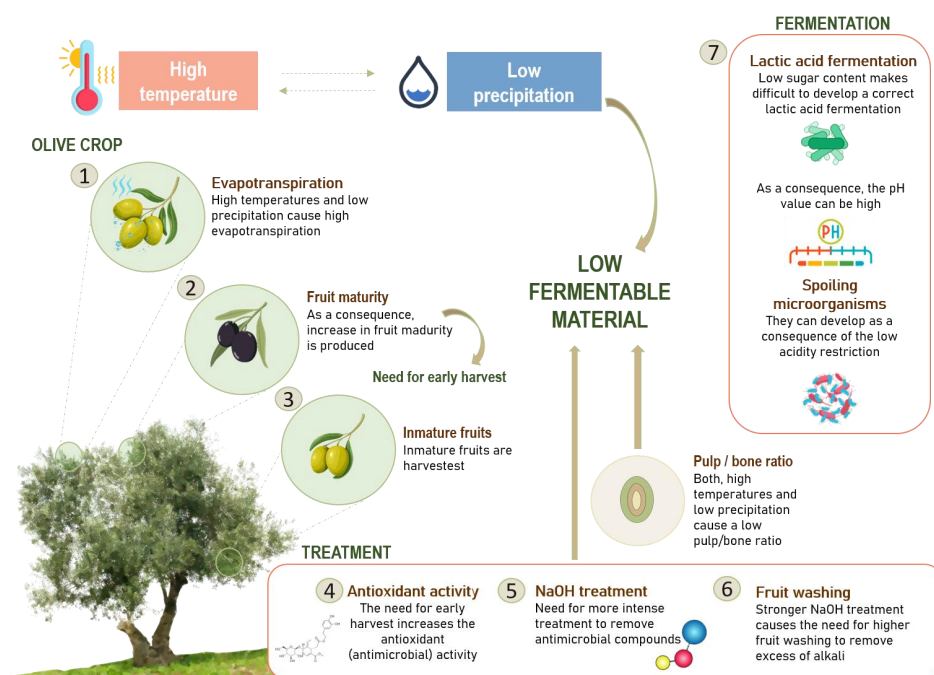 High
temperature
Low
precipitation
OLIVE CROP
1
Evapotranspiration
High temperatures and low
precipitation cause high
evapotranspiration
2
Fruit maturity
As a consequence,
increase in fruit madurity
is produced
Need for early harvest
3
Inmature fruits
Inmature fruits are
harvestest
LOW
FERMENTABLE
MATERIAL
Pulp / bone ratio
Both, high
temperatures and
low precipitation
cause a low
pulp/bone ratio
TREATMENT
4
Antioxidant activity
The need for early
harvest increases the
antioxidant
(antimicrobial) activity
5
NaOH treatment
Need for more intense
treatment to remove
antimicrobial compounds
6
Fruit washing
Stronger NaOH treatment
causes the need for higher
fruit washing to remove
excess of alkali
FERMENTATION
7
Lactic acid fermentation
Low sugar content makes
difficult to develop a correct
lactic acid fermentation
As a consequence, the pH
value can be high
PH
Spoiling
microorganisms
They can develop as a
consequence of the low
acidity restriction